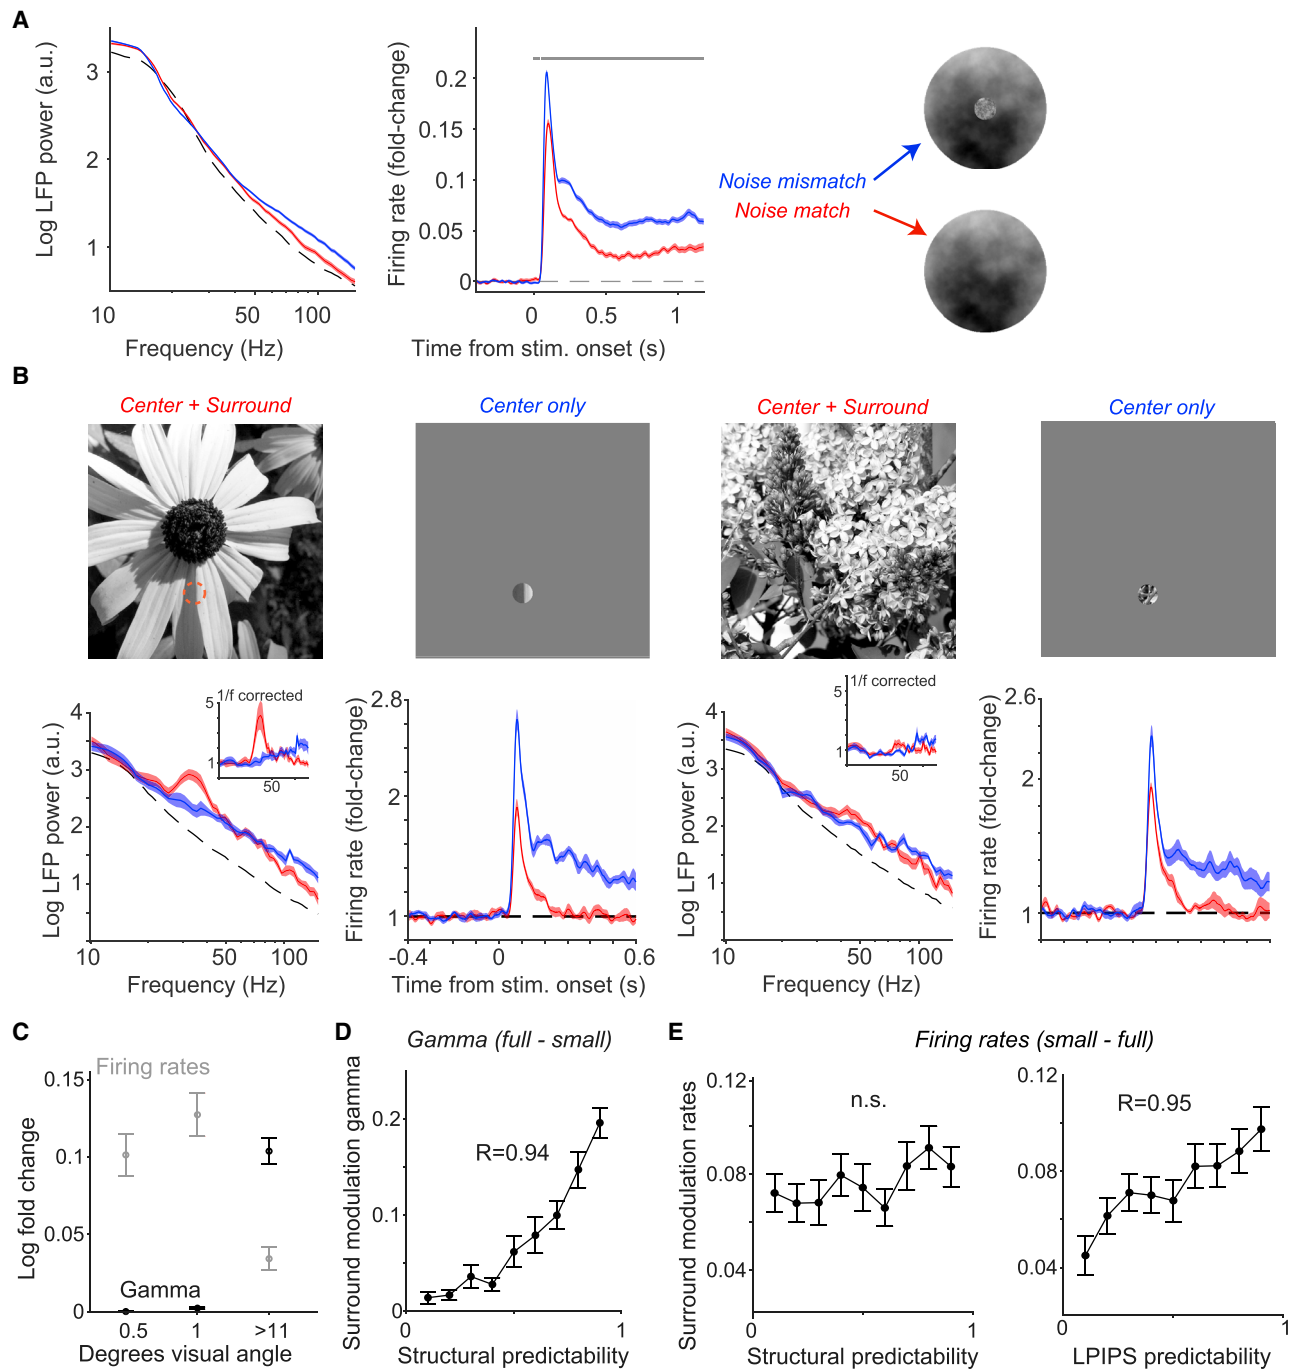 A
Log LFP power (a.u.)
3
2
1
10
50
100
Frequency (Hz)
Firing rate (fold-change)
0.2
0.15
0.1
0.05
0
0
0.5
1
Time from stim. onset (s)
Noise mismatch
Noise match
B
Center + Surround
Center only
Center + Surround
Center only
Log LFP power (a.u.)
4
3
2
1
10
50
100
Frequency (Hz)
1/f corrected
5
1
50
Firing rate (fold-change)
2.8
2
1
-0.4
0
0.6
Time from stim. onset (s)
Log LFP power (a.u.)
4
3
2
1
10
50
100
Frequency (Hz)
1/f corrected
5
1
50
Firing rate (fold-change)
2.6
2
1
C
Log fold change
0.15
0.1
0.05
0
Firing rates
Gamma
0.5
1
>11
Degrees visual angle
D
Gamma (full - small)
Surround modulation gamma
0.2
0.1
0
R=0.94
0
1
Structural predictability
E
Firing rates (small - full)
Surround modulation rates
0.12
0.08
0.04
n.s.
0
1
Structural predictability
0.12
0.08
0.04
R=0.95
0
1
LPIPS predictability